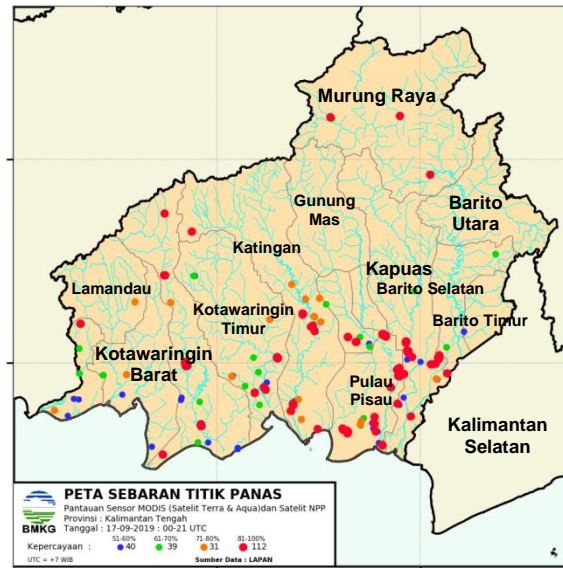 Murung Raya
Gunung
Mas
Barito
Utara
Katingan
Kapuas
Lamandau
Barito Selatan
Kotawaringin
Timur
Barito Timur
Kotawaringin
Barat
Pulau
Pisau
Kalimantan
Selatan
PETA SEBARAN TITIK PANAS
Pantauan Sensor MODIS (Satelit Terra & Aqua)dan Satelit NPP
Provinsi : Kalimantan Tengah
Tanggal : 17-09-2019 : 00-21 UTC
BMKG
51-60% 61-70% 71-80% 81-100%
Kepercayaan : 40 39 31 112
UTC = +7 WIB Sumber Data : LAPAN